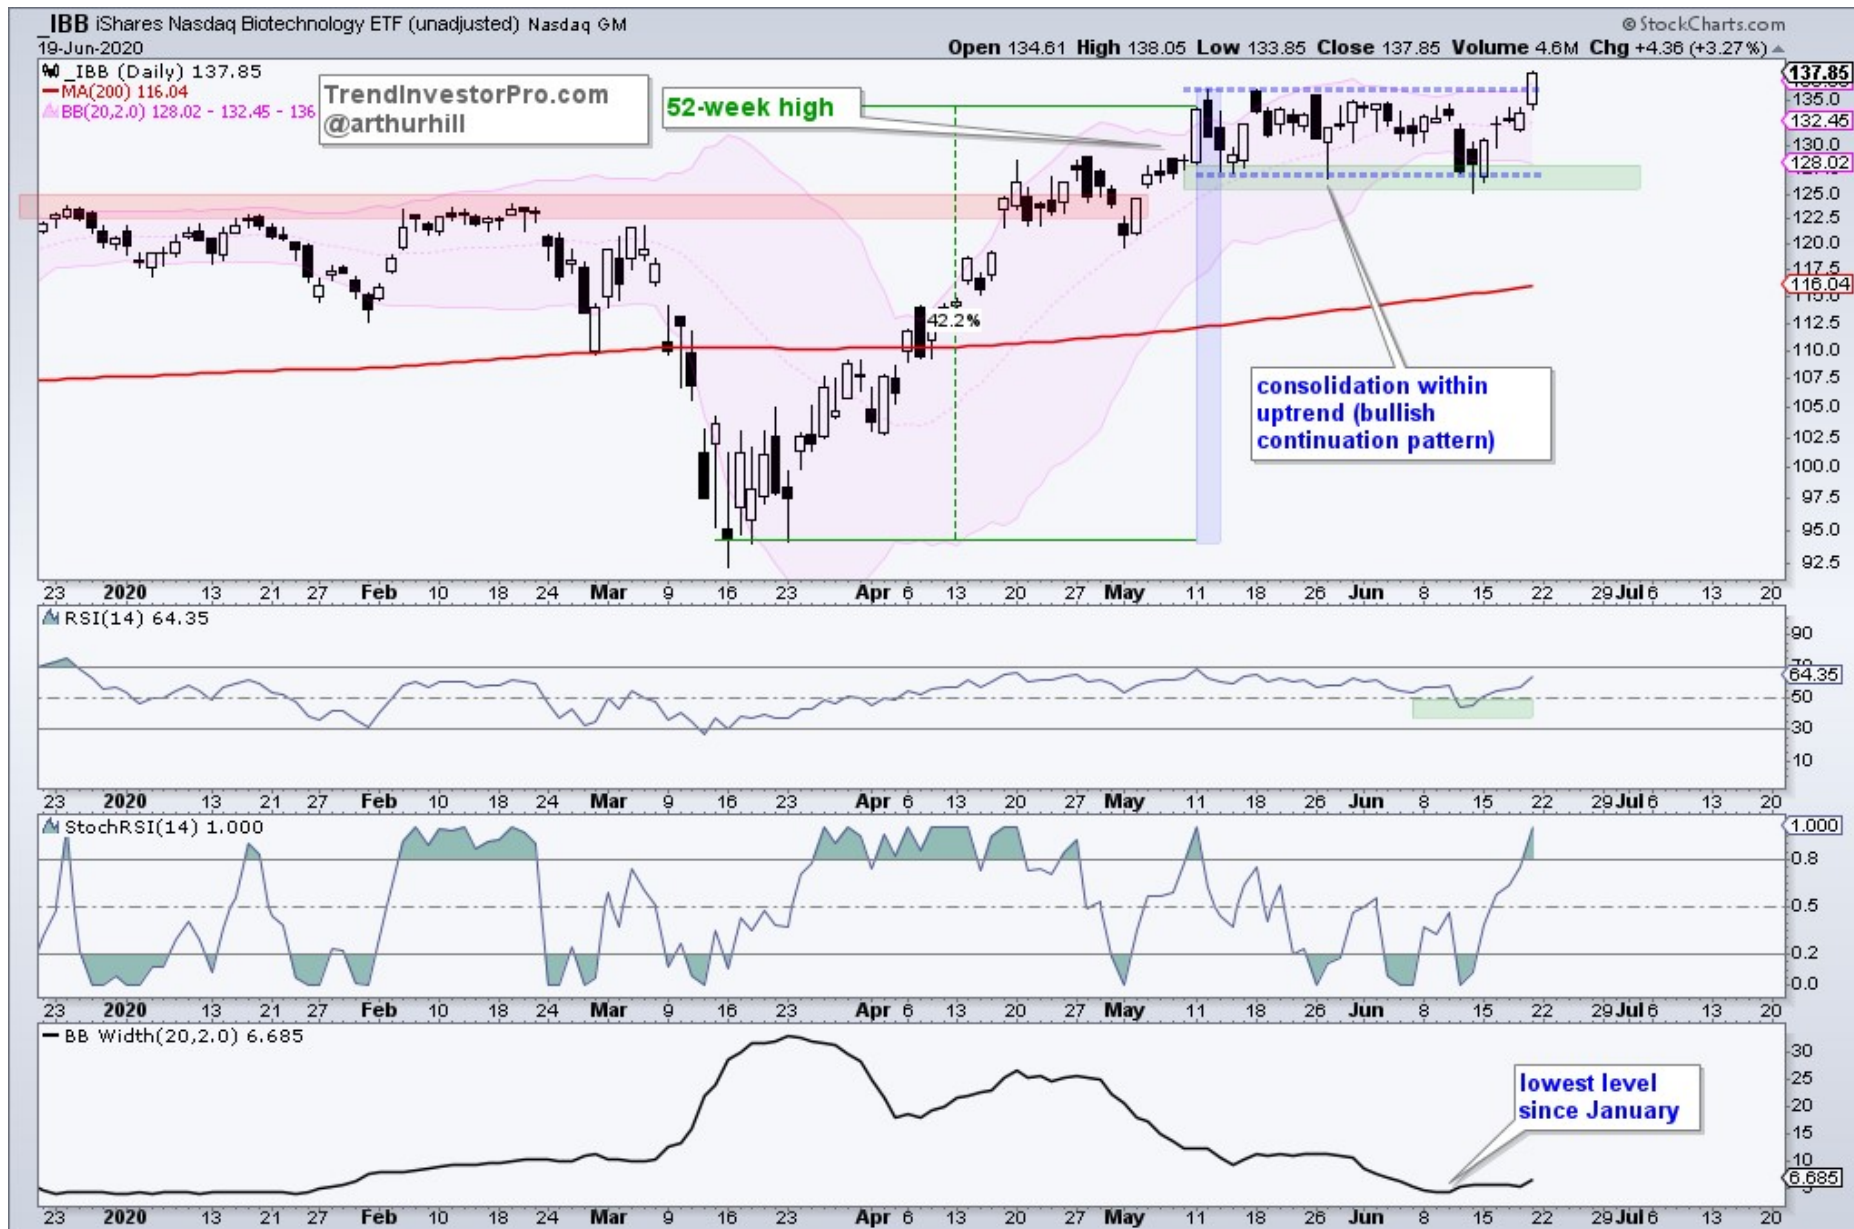 _IBB iShares Nasdaq Biotechnology ETF (unadjusted) Nasdaq GM
© StockCharts.com
19-Jun-2020
Open 134.61 High 138.05 Low 133.85 Close 137.85 Volume 4.6M Chg +4.36 (+3.27%)
_IBB (Daily) 137.85
MA(200) 116.04
BB(20,2.0) 128.02 - 132.45 - 136
TrendInvestorPro.com
@arthurhill
52-week high
42.2%
consolidation within
uptrend (bullish
continuation pattern)
137.85
135.0
132.45
130.0
128.02
125.0
122.5
120.0
117.5
116.04
115.0
112.5
110.0
107.5
105.0
102.5
100.0
97.5
95.0
92.5
23 2020 13 21 27 Feb 10 18 24 Mar 9 16 23 Apr 6 13 20 27 May 11 18 26 Jun 8 15 22 29 Jul 6 13 20
RSI(14) 64.35
90
70
64.35
50
30
10
23 2020 13 21 27 Feb 10 18 24 Mar 9 16 23 Apr 6 13 20 27 May 11 18 26 Jun 8 15 22 29 Jul 6 13 20
StochRSI(14) 1.000
1.000
0.8
0.5
0.2
0.0
23 2020 13 21 27 Feb 10 18 24 Mar 9 16 23 Apr 6 13 20 27 May 11 18 26 Jun 8 15 22 29 Jul 6 13 20
BB Width(20,2.0) 6.685
lowest level
since January
30
25
20
15
10
6.685
23 2020 13 21 27 Feb 10 18 24 Mar 9 16 23 Apr 6 13 20 27 May 11 18 26 Jun 8 15 22 29 Jul 6 13 20